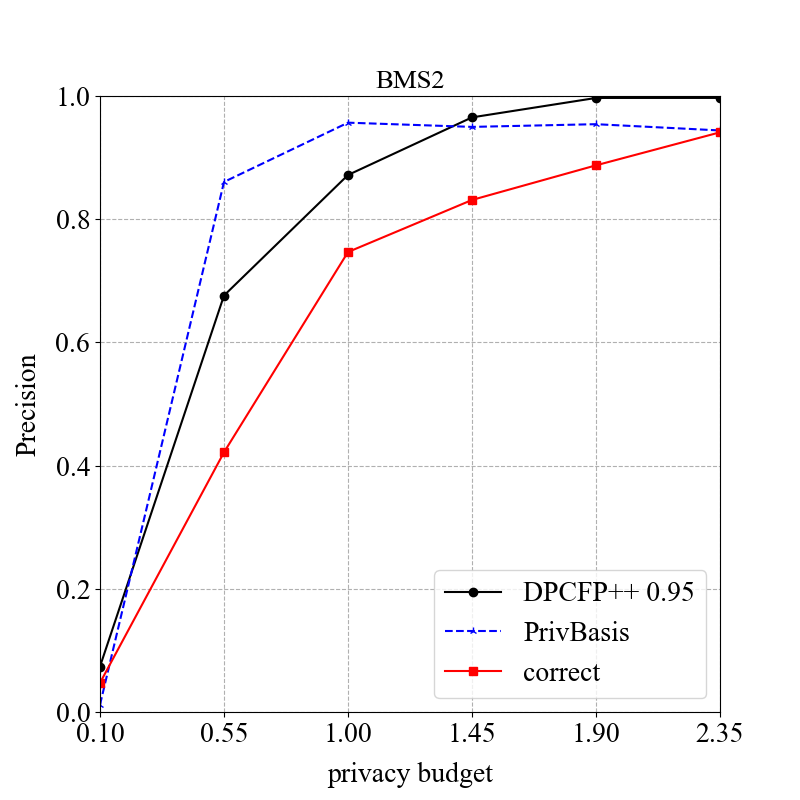 BMS2
1.0
0.8
0.6
0.4
0.2
0.0
Precision
DPCFP++ 0.95
PrivBasis
correct
0.10 0.55 1.00 1.45 1.90 2.35
privacy budget